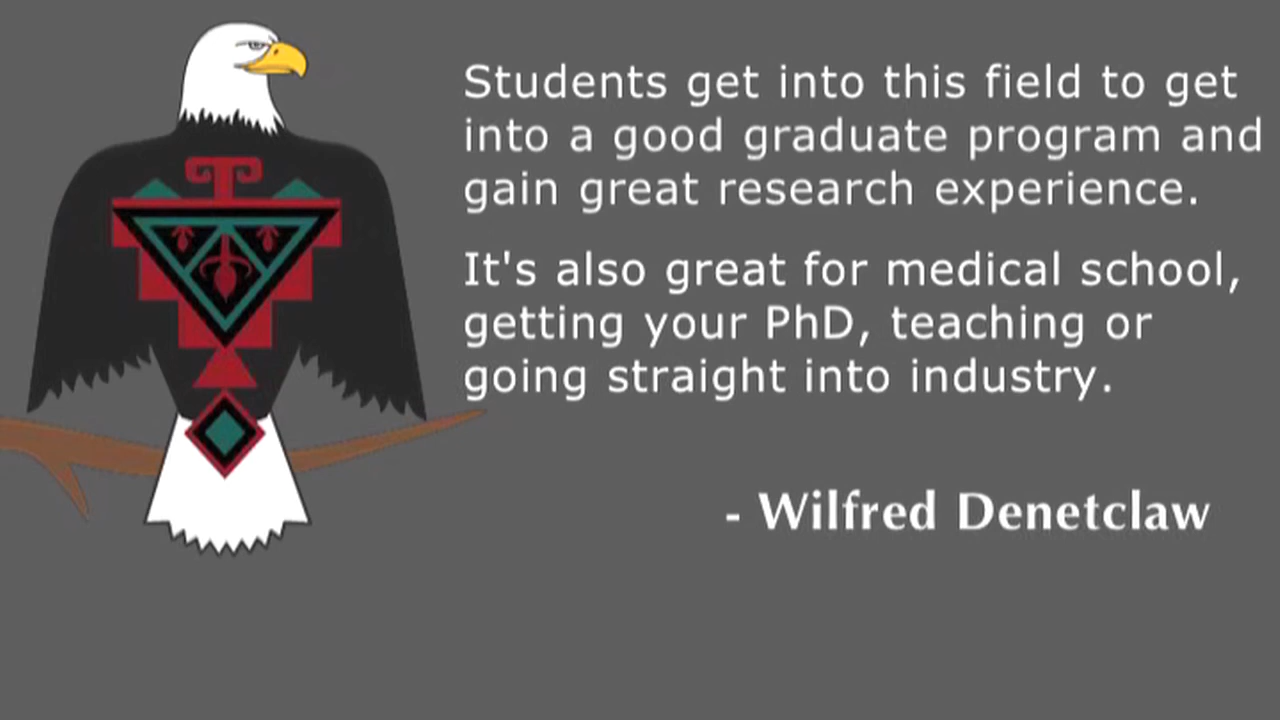 Students get into this field to get
into a good graduate program and
gain great research experience.
It's also great for medical school,
getting your PhD, teaching or
going straight into industry.
- Wilfred Denetclaw